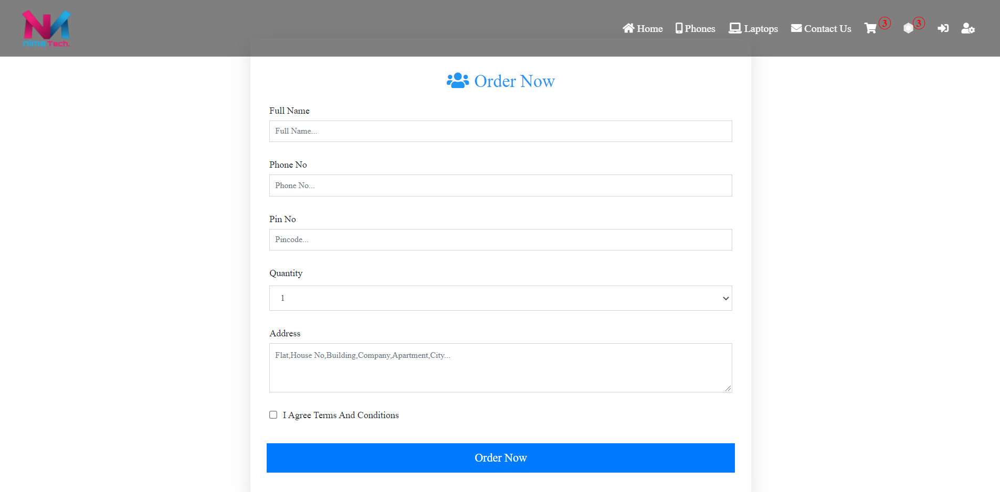 nima Tech.
Home Phones Laptops Contact Us 3 3
Order Now
Full Name
Full Name...
Phone No
Phone No...
Pin No
Pincode...
Quantity
1
Address
Flat,House No,Building,Company,Apartment,City...
I Agree Terms And Conditions
Order Now